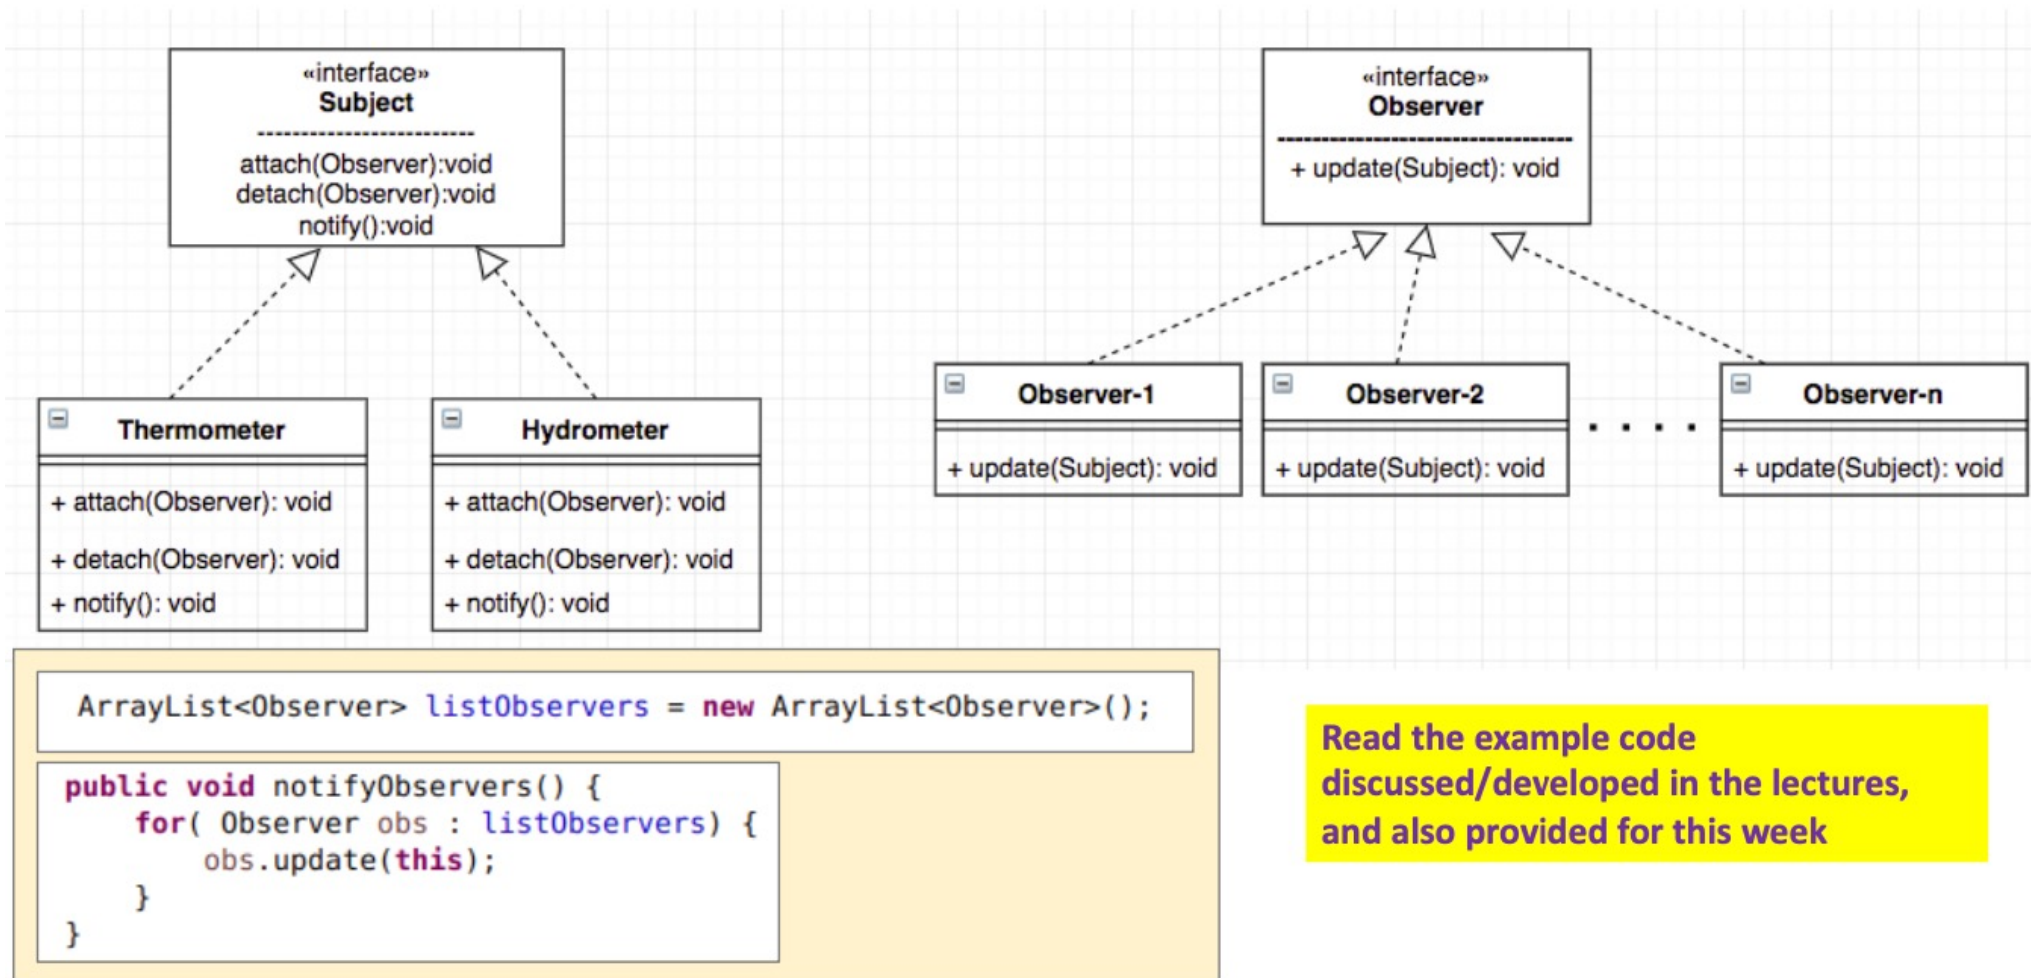 «interface»
Subject
-------------------------
attach(Observer):void
detach(Observer):void
notify():void
«interface»
Observer
----------------------------------
+ update(Subject): void
Thermometer
+ attach(Observer): void
+ detach(Observer): void
+ notify(): void
Hydrometer
+ attach(Observer): void
+ detach(Observer): void
+ notify(): void
Observer-1
+ update(Subject): void
Observer-2
+ update(Subject): void
. . . .
Observer-n
+ update(Subject): void
ArrayList<Observer> listObservers = new ArrayList<Observer>();
public void notifyObservers() {
for( Observer obs : listObservers) {
obs.update(this);
}
}
Read the example code
discussed/developed in the lectures,
and also provided for this week